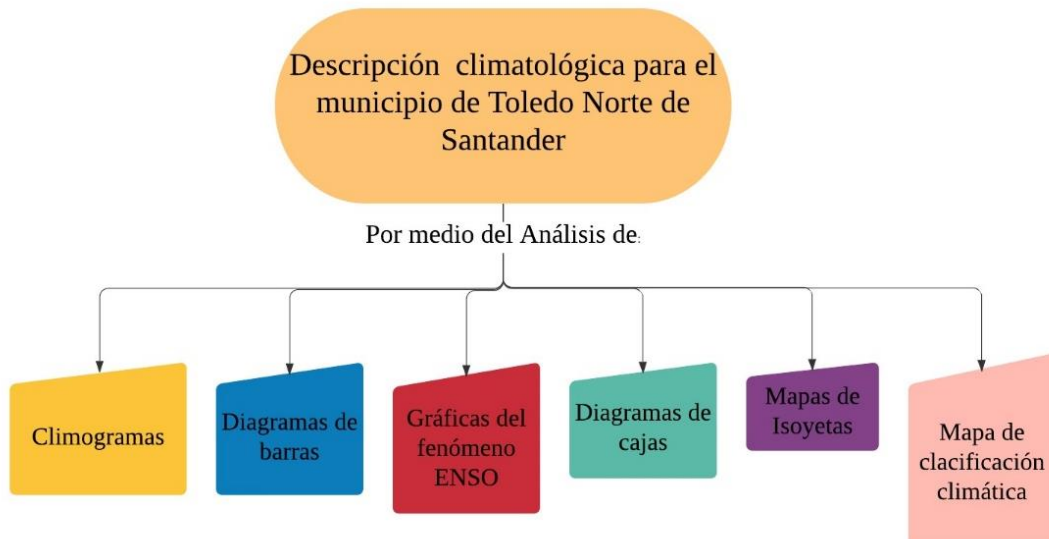 Descripción climatológica para el
municipio de Toledo Norte de
Santander
Por medio del Análisis de:
Climogramas
Diagramas de
barras
Gráficas del
fenómeno
ENSO
Diagramas de
cajas
Mapas de
Isoyetas
Mapa de
clacificación
climática